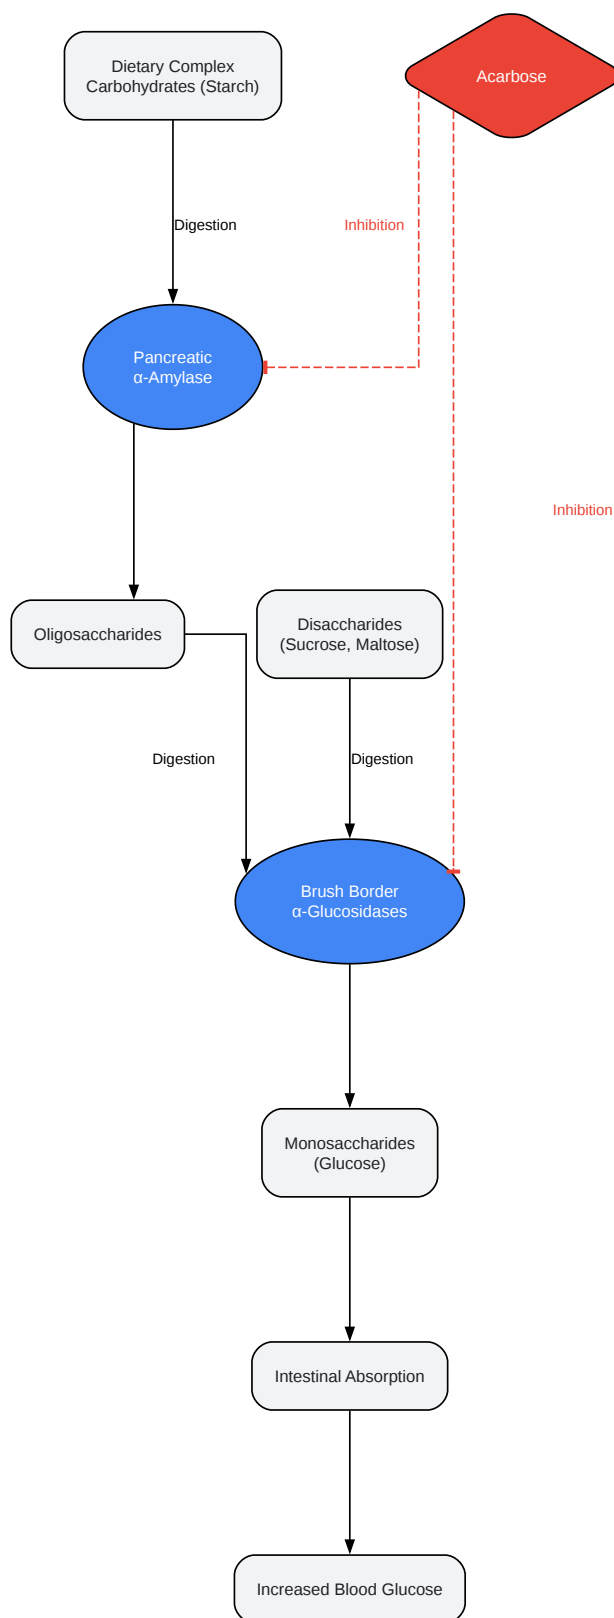 Dietary Complex
Carbohydrates (Starch)
Acarbose
Digestion
Inhibition
Pancreatic
α-Amylase
Inhibition
Oligosaccharides
Disaccharides
(Sucrose, Maltose)
Digestion
Digestion
Brush Border
α-Glucosidases
Monosaccharides
(Glucose)
Intestinal Absorption
Increased Blood Glucose